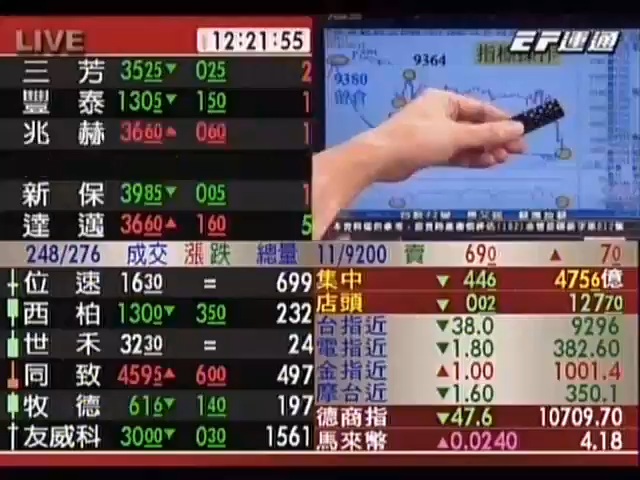 LIVE 12:21:55
EF運通
三芳 3525▼ 025 2
豐泰 1305▼ 150 1
兆赫 3660▲ 060 1
新保 3985▼ 005 1
達邁 3660▲ 160 5
9364
9380
248/276 成交 漲跌 總量
11/9200 賣 690 ▲ 70
位速 1630 = 699
西柏 1300▼ 350 232
世禾 3230 = 24
同致 4595▲ 600 497
牧德 616▼ 140 197
友威科 3000▼ 030 1561
集中 ▼ 446 4756億
店頭 ▼ 002 12770
台指近 ▼38.0 9296
電指近 ▼1.80 382.60
金指近 ▲1.00 1001.4
摩台近 ▼1.60 350.1
德商指 ▼47.6 10709.70
馬來幣 ▲0.0240 4.18